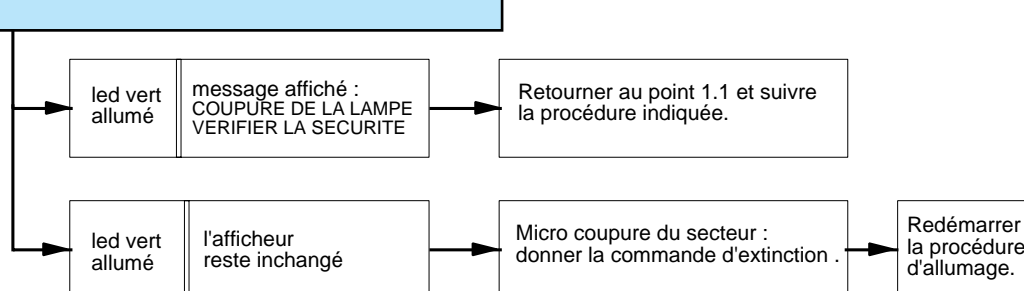 led vert
allumé
message affiché :
COUPURE DE LA LAMPE
VERIFIER LA SECURITE
Retourner au point 1.1 et suivre
la procédure indiquée.
led vert
allumé
l'afficheur
reste inchangé
Micro coupure du secteur :
donner la commande d'extinction .
Redémarrer
la procédure
d'allumage.